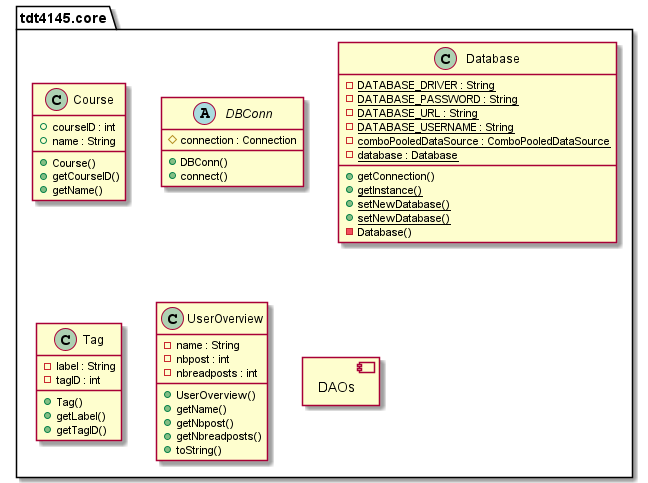 tdt4145.core
C Course
courseID : int
name : String
Course()
getCourseID()
getName()
A DBConn
connection : Connection
DBConn()
connect()
C Database
DATABASE_DRIVER : String
DATABASE_PASSWORD : String
DATABASE_URL : String
DATABASE_USERNAME : String
comboPooledDataSource : ComboPooledDataSource
database : Database
getConnection()
getInstance()
setNewDatabase()
setNewDatabase()
Database()
C Tag
label : String
tagID : int
Tag()
getLabel()
getTagID()
C UserOverview
name : String
nbpost : int
nbreadposts : int
UserOverview()
getName()
getNbpost()
getNbreadposts()
toString()
DAOs